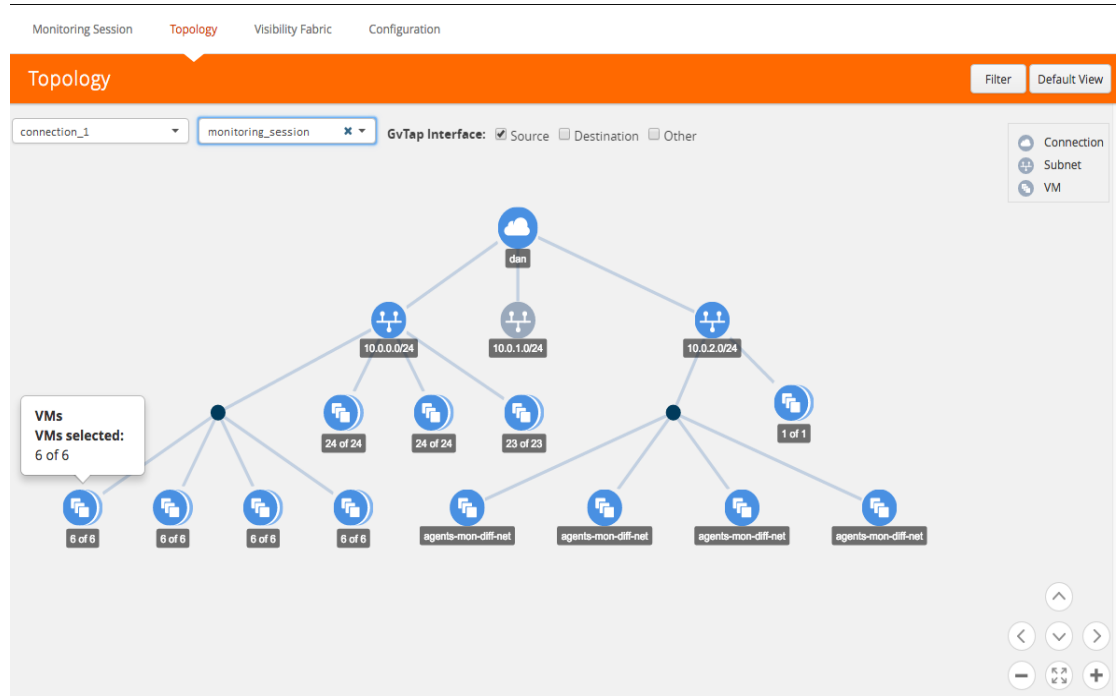 Monitoring Session Topology Visibility Fabric Configuration
Topology Filter Default View
connection_1 monitoring_session GvTap Interface: Source Destination Other
Connection
Subnet
VM
dan
10.0.0.0/24 10.0.1.0/24 10.0.2.0/24
VMs
VMs selected:
6 of 6
24 of 24 24 of 24 23 of 23 1 of 1
6 of 6 6 of 6 6 of 6 6 of 6 agents-mon-diff-net agents-mon-diff-net agents-mon-diff-net agents-mon-diff-net